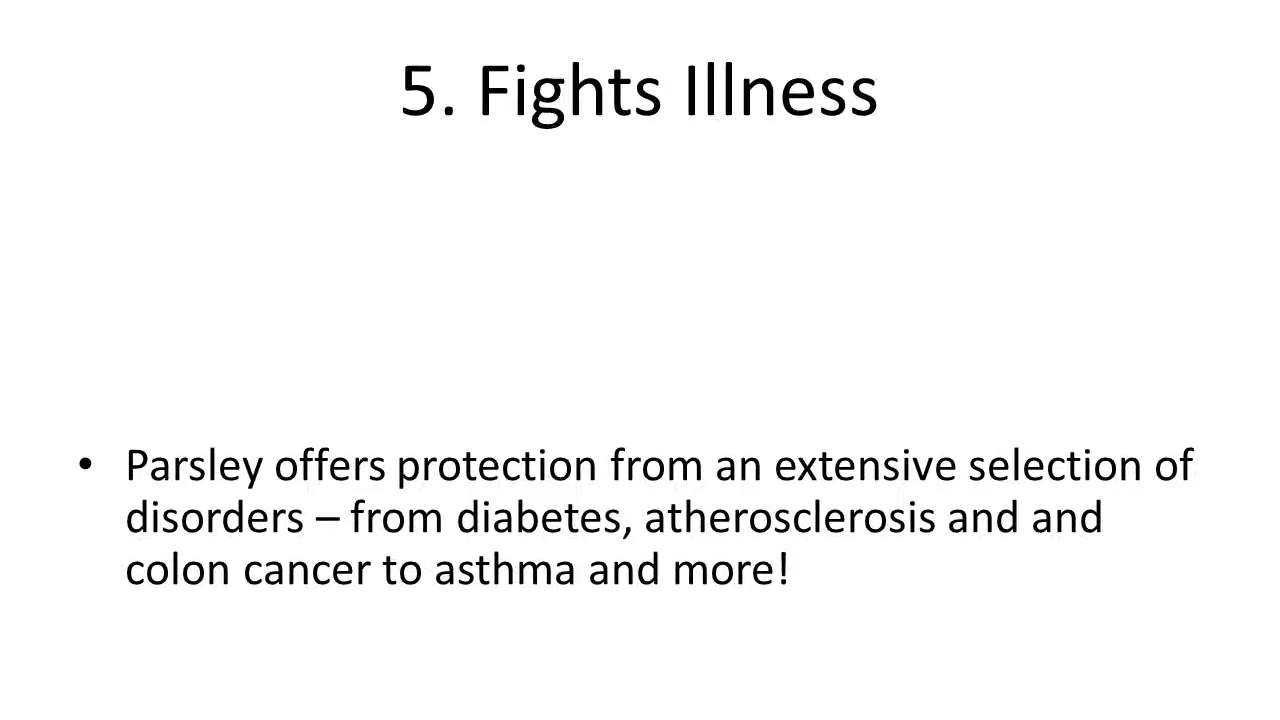 5. Fights Illness
• Parsley offers protection from an extensive selection of
disorders – from diabetes, atherosclerosis and and
colon cancer to asthma and more!